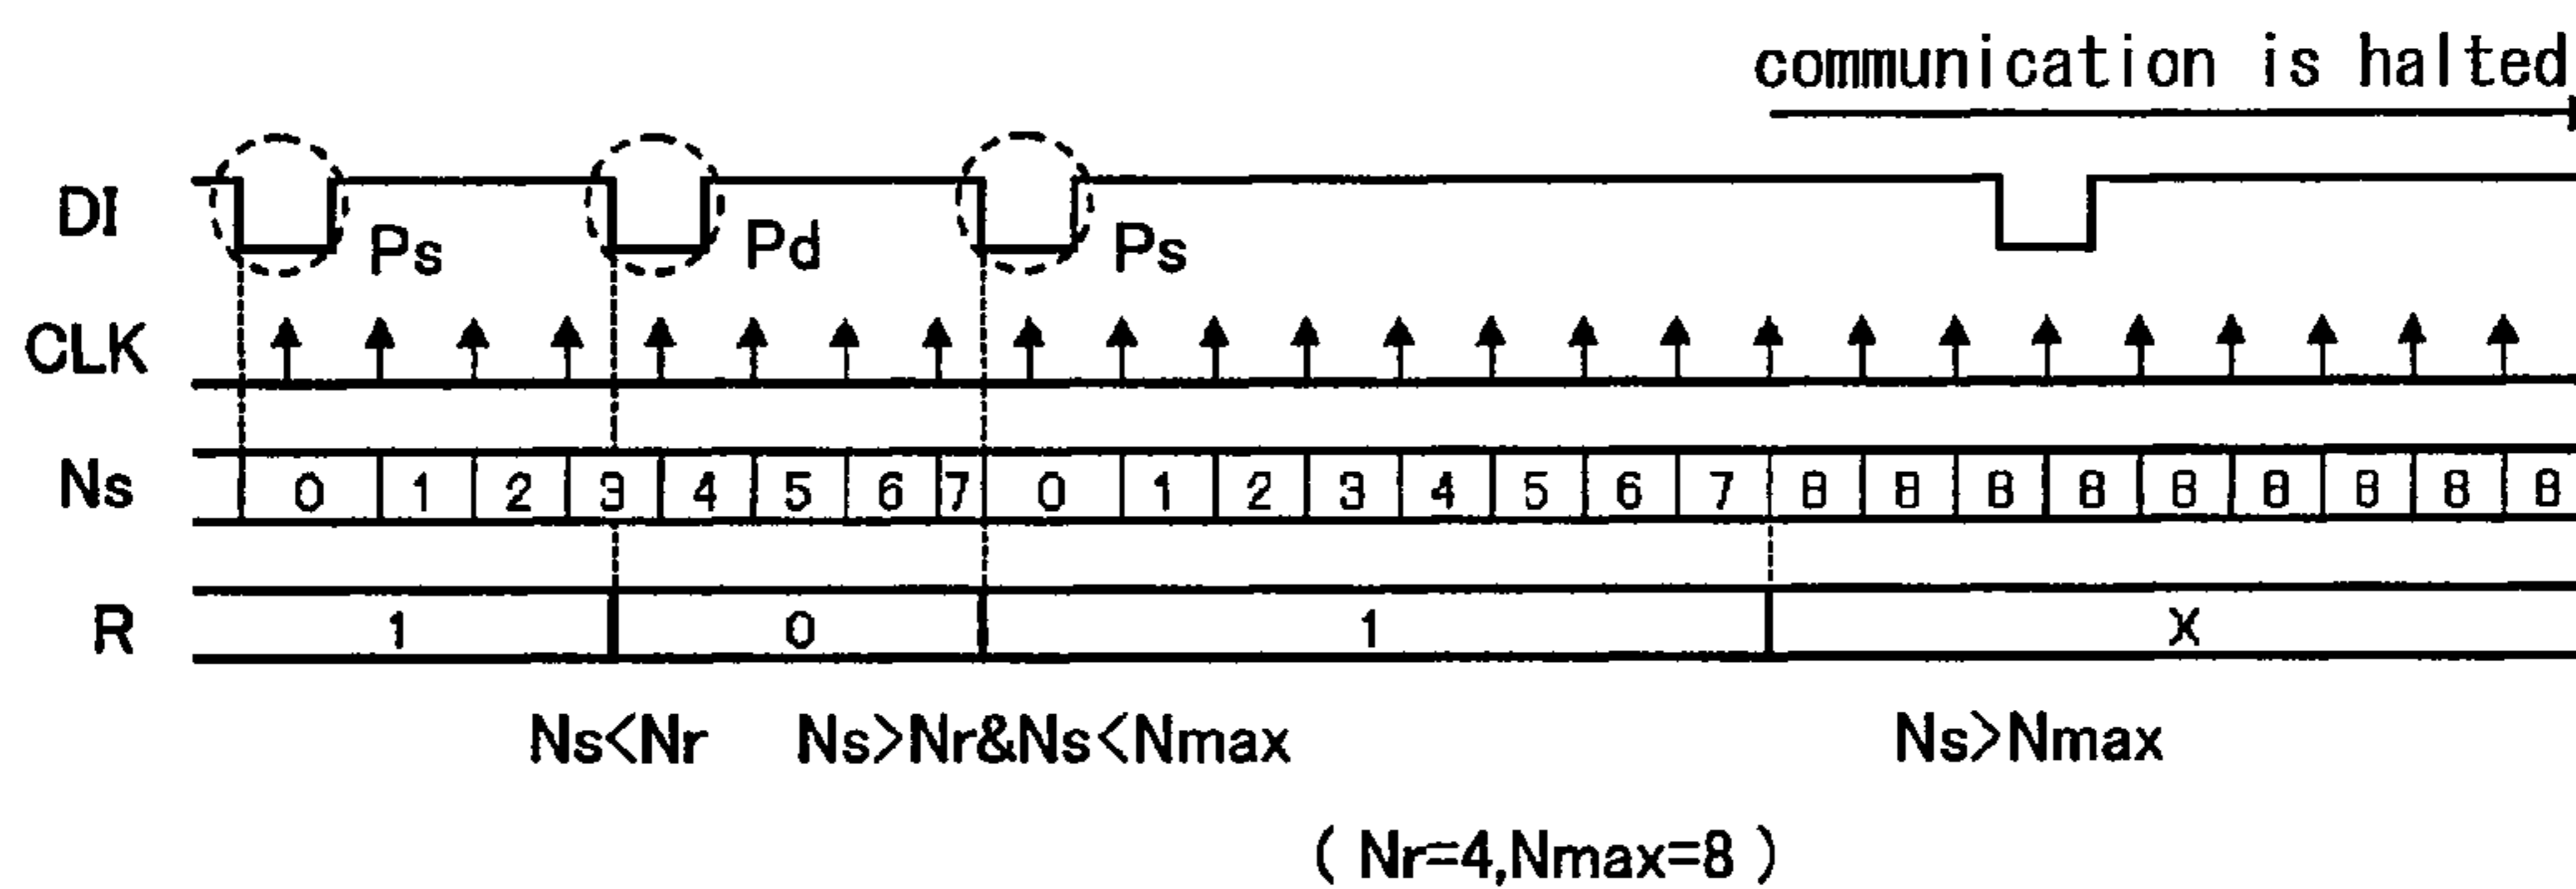 communication is halted
DI Ps Pd Ps
CLK
Ns 0 1 2 3 4 5 6 7 0 1 2 3 4 5 6 7 8 8 8 8 8 8 8 8 8
R 1 0 1 X
Ns<Nr Ns>Nr&Ns<Nmax Ns>Nmax
( Nr=4,Nmax=8 )